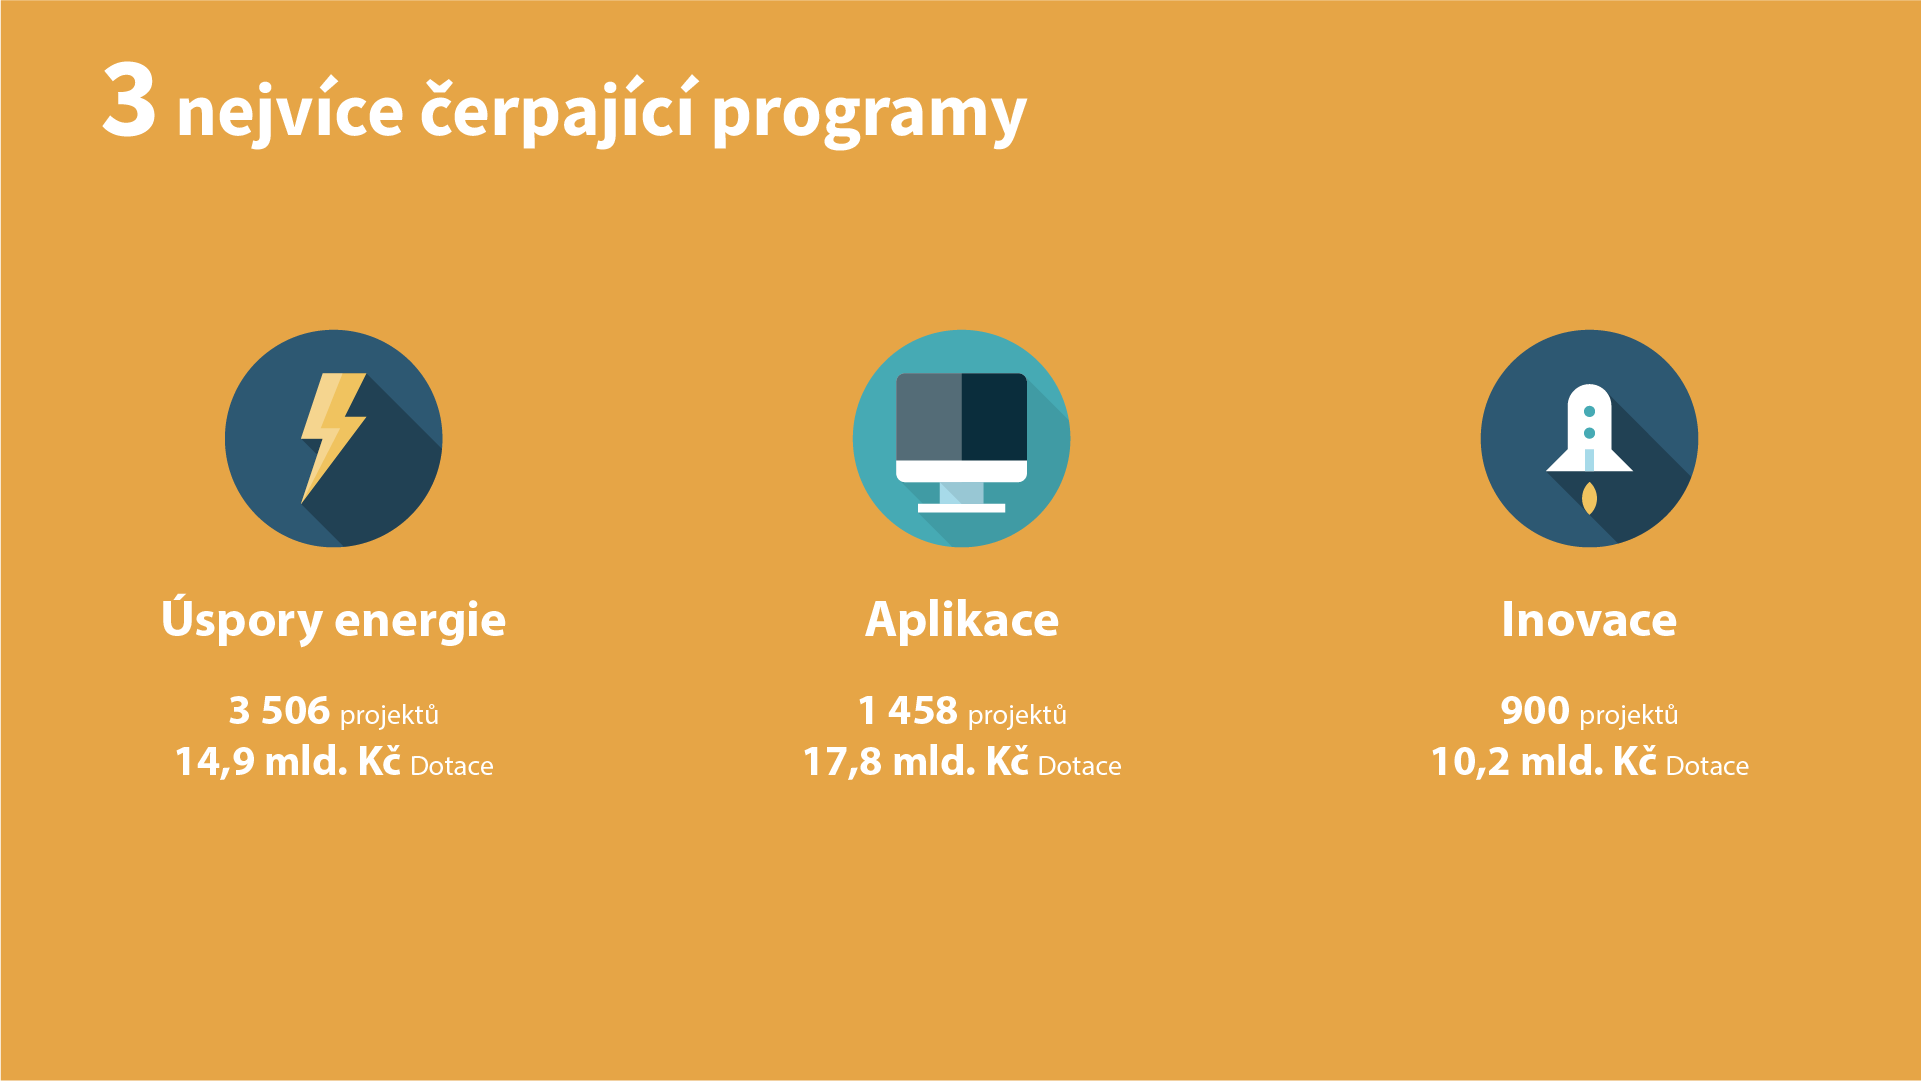 3 nejvíce čerpající programy
Úspory energie
3 506 projektů
14,9 mld. Kč Dotace
Aplikace
1 458 projektů
17,8 mld. Kč Dotace
Inovace
900 projektů
10,2 mld. Kč Dotace